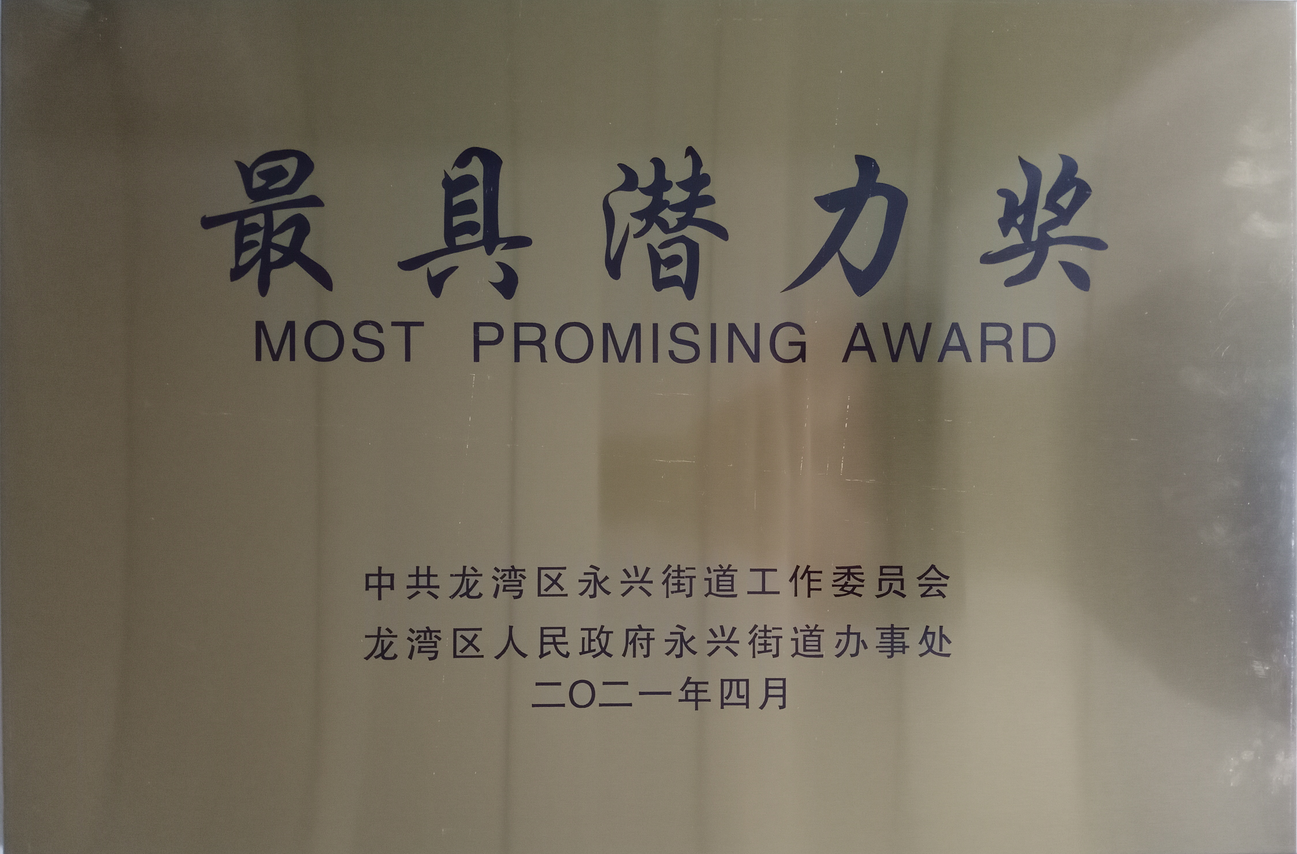 最具潜力奖
MOST PROMISING AWARD
中共龙湾区永兴街道工作委员会
龙湾区人民政府永兴街道办事处
二〇二一年四月